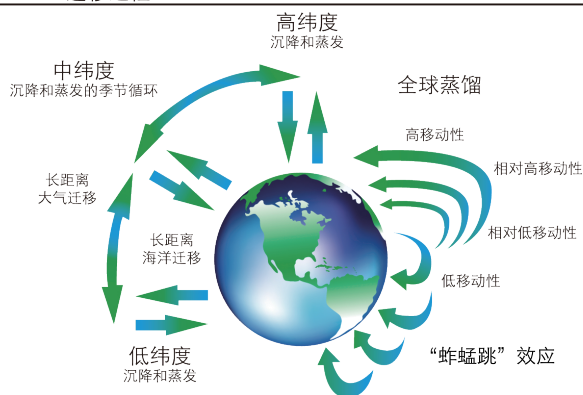 高纬度
沉降和蒸发
中纬度
沉降和蒸发的季节循环
全球蒸馏
高移动性
相对高移动性
长距离
大气迁移
相对低移动性
长距离
海洋迁移
低移动性
低纬度
沉降和蒸发
“蚱蜢跳”效应